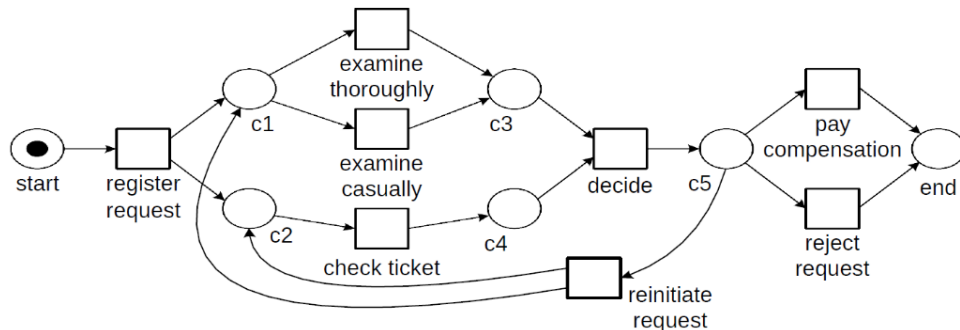 examine
thoroughly
c1
c3
pay
compensation
examine
casually
start
register
request
decide
c5
end
c2
c4
check ticket
reject
request
reinitiate
request